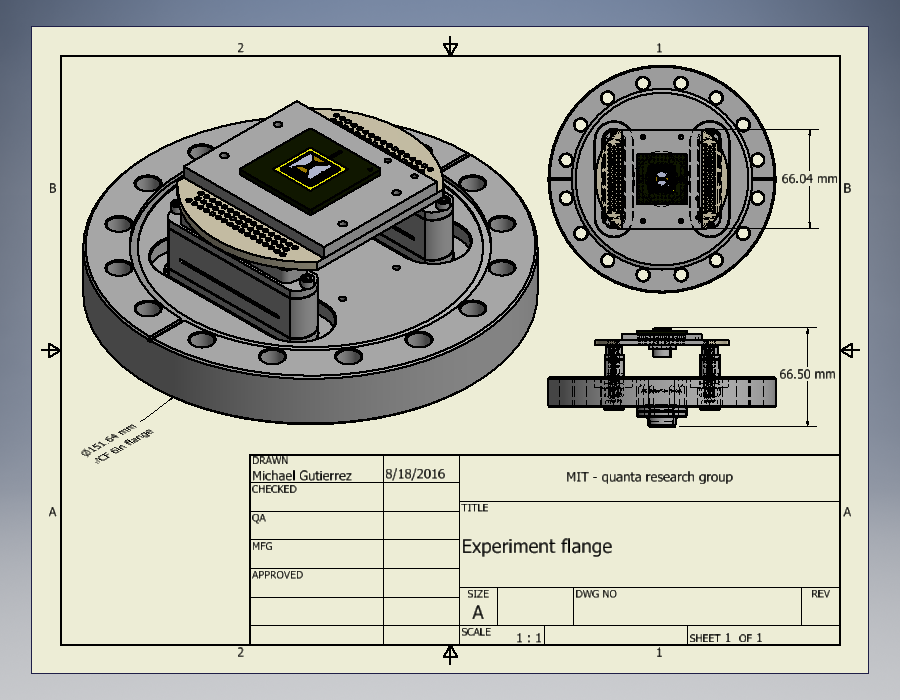 2
1
B
B
66.04 mm
66.50 mm
Ø151.64 mm
CF 6in flange
A
A
DRAWN
Michael Gutierrez
8/18/2016
MIT - quanta research group
CHECKED
TITLE
QA
Experiment flange
MFG
APPROVED
SIZE
A
DWG NO
REV
SCALE
1 : 1
SHEET 1 OF 1
2
1